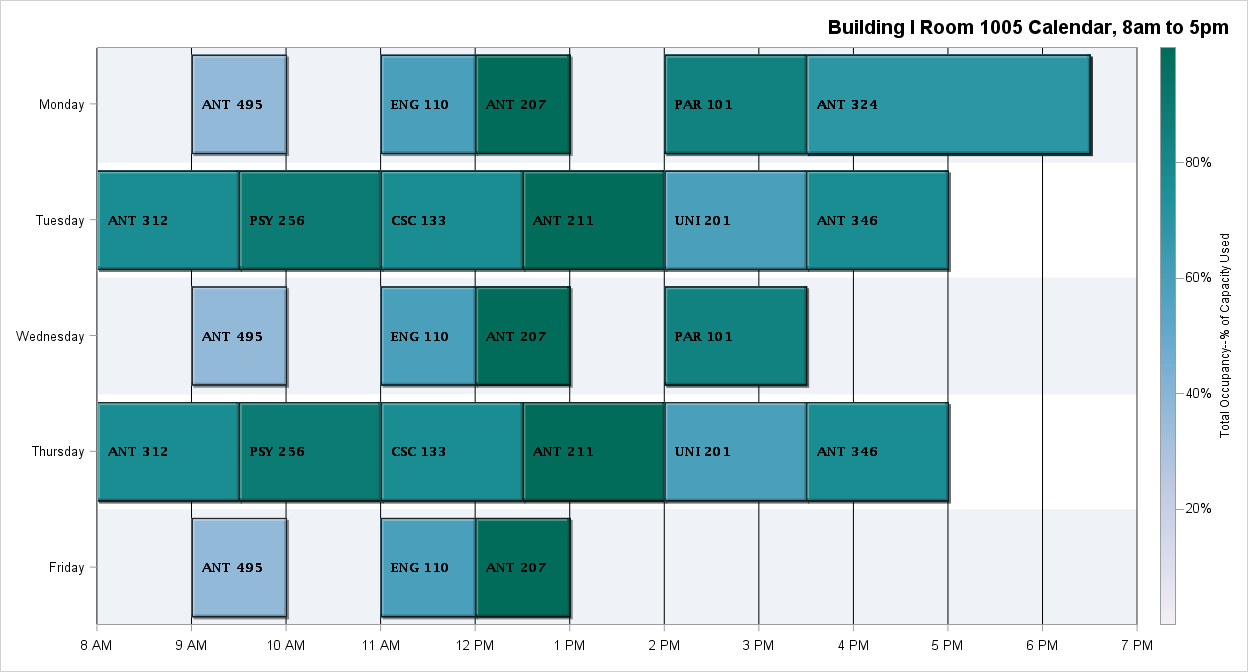 Building I Room 1005 Calendar, 8am to 5pm
Monday
ANT 495
ENG 110
ANT 207
PAR 101
ANT 324
Tuesday
ANT 312
PSY 256
CSC 133
ANT 211
UNI 201
ANT 346
Wednesday
ANT 495
ENG 110
ANT 207
PAR 101
Thursday
ANT 312
PSY 256
CSC 133
ANT 211
UNI 201
ANT 346
Friday
ANT 495
ENG 110
ANT 207
8 AM
9 AM
10 AM
11 AM
12 PM
1 PM
2 PM
3 PM
4 PM
5 PM
6 PM
7 PM
80%
60%
40%
20%
Total Occupancy--% of Capacity Used